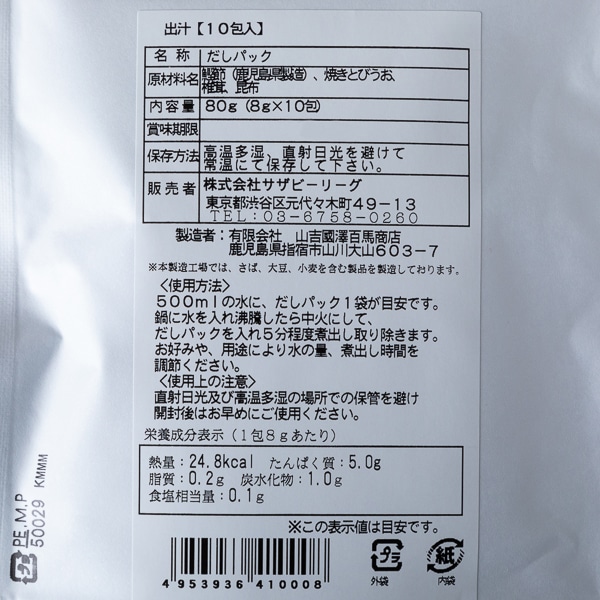 出汁【10包入】
名 称 だしパック
原材料名 鰹節(鹿児島県製造)、焼きとびうお、
椎茸、昆布
内 容 量 80g(8g×10包)
賞味期限
保存方法 高温多湿、直射日光を避けて
常温にて保存して下さい。
販 売 者 株式会社サザビーリーグ
東京都渋谷区元代々木町49-13
TEL:03-6758-0260
製造者:有限会社 山吉國澤百馬商店
鹿児島県指宿市山川大山603-7
※本製造工場では、さば、大豆、小麦を含む製品を製造しております。
〈使用方法〉
500mlの水に、だしパック1袋が目安です。
鍋に水を入れ沸騰したら中火にして、
だしパックを入れ5分程度煮出し取り除きます。
お好みや、用途により水の量、煮出し時間を
調節ください。
〈使用上の注意〉
直射日光及び高温多湿の場所での保管を避け
開封後はお早めにご使用ください。
栄養成分表示(1包8gあたり)
熱量:24.8kcal たんぱく質:5.0g
脂質:0.2g 炭水化物:1.0g
食塩相当量:0.1g
※この表示値は目安です。
4953936 410008
プラ 外袋
紙 内袋
プラ PE.M.P
50029 KMMM